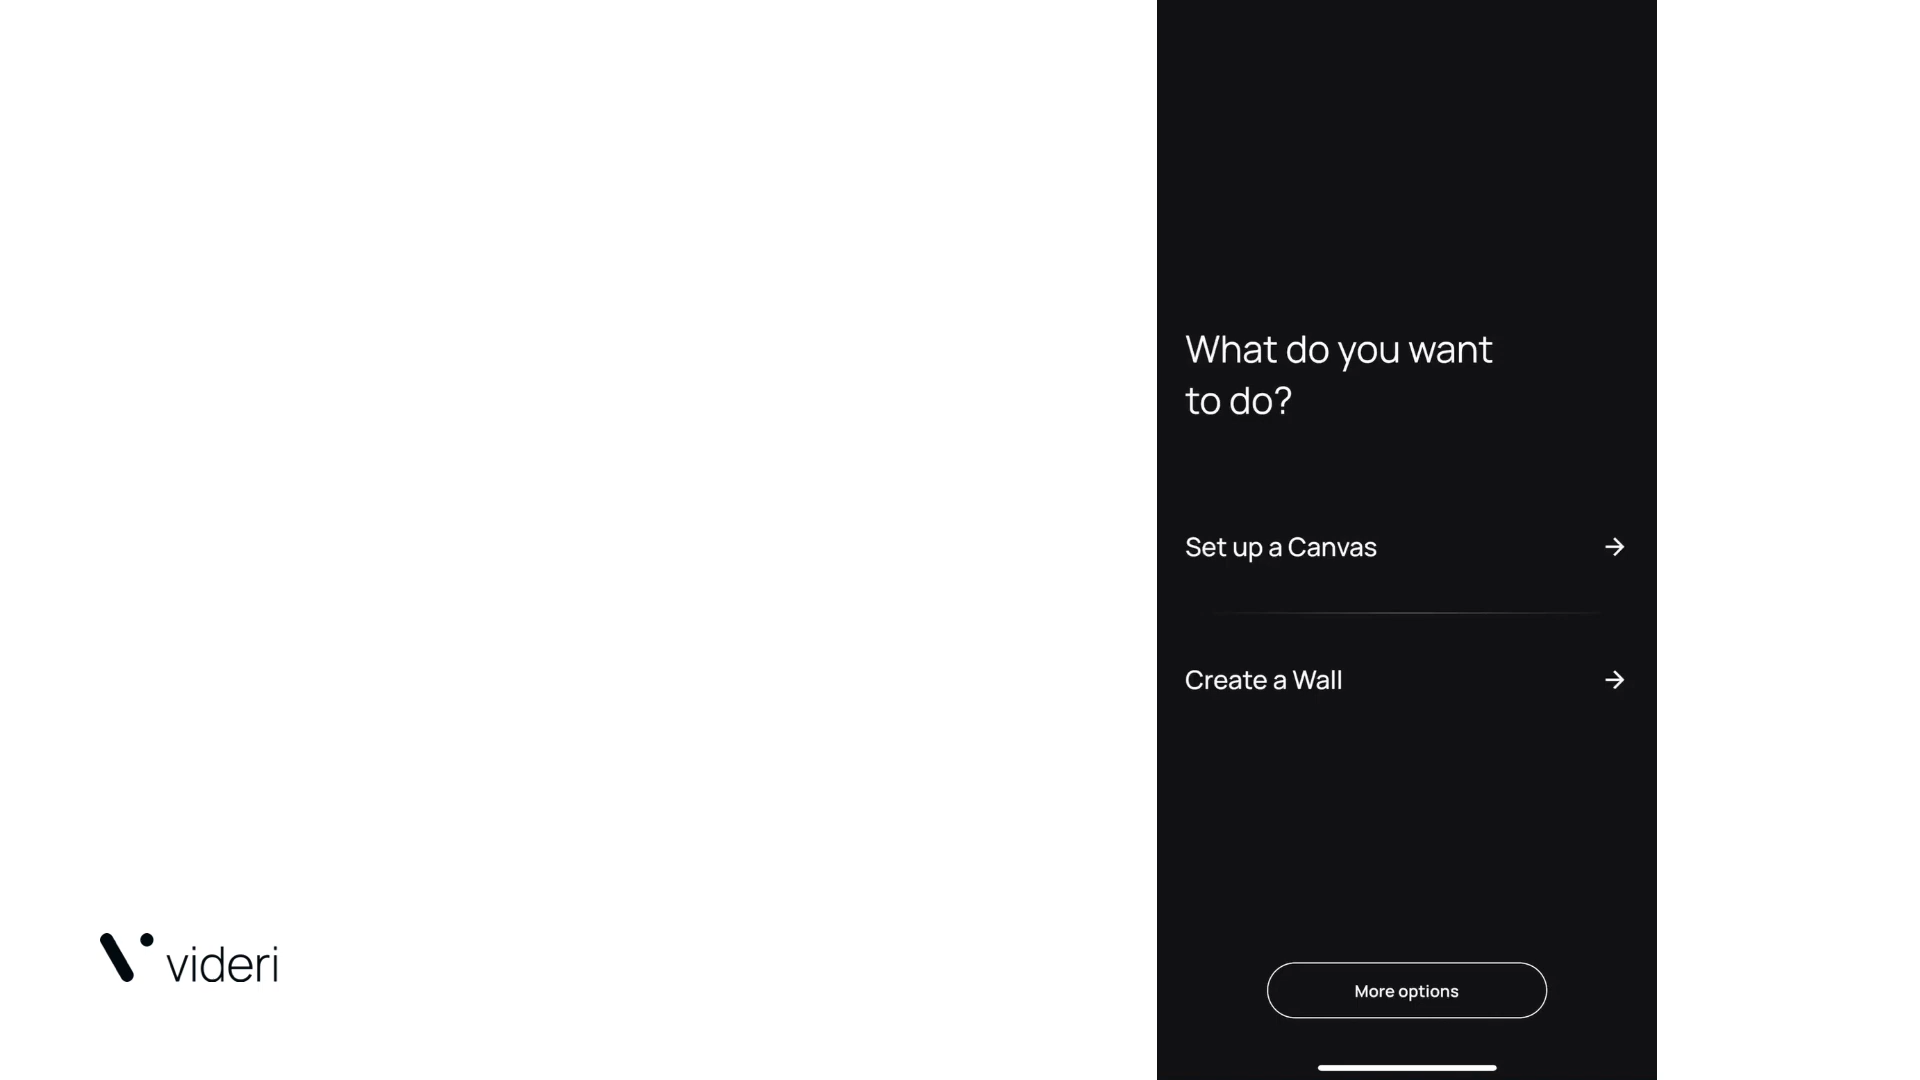 What do you want
to do?
Set up a Canvas
Create a Wall
More options
videri